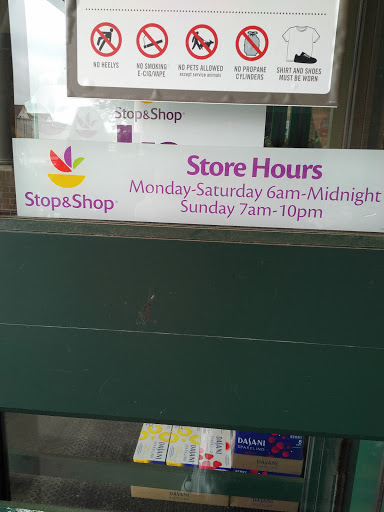 NO HEELYS
NO SMOKING
E-CIG/VAPE
NO PETS ALLOWED
except service animals
NO PROPANE
CYLINDERS
SHIRT AND SHOES
MUST BE WORN
Stop&Shop
Stop&Shop
Store Hours
Monday-Saturday 6am-Midnight
Sunday 7am-10pm
DASANI
SPARKLING
DASANI